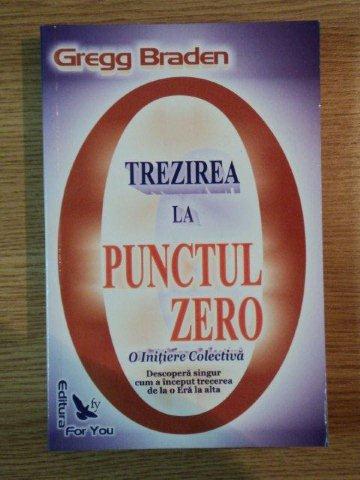 Gregg Braden
TREZIREA
LA
PUNCTUL
ZERO
O Inițiere Colectivă
Descoperă singur
cum a început trecerea
de la o Eră la alta
Editura
fy
For You